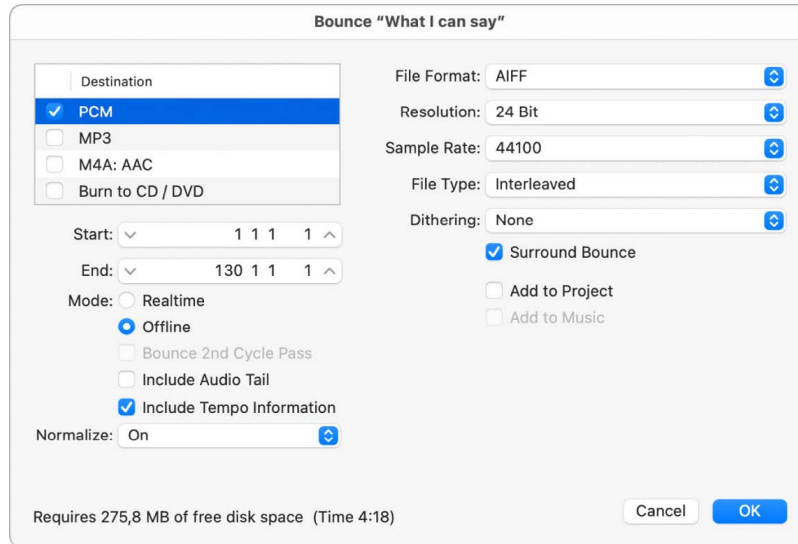 Bounce “What I can say”
Destination
PCM
MP3
M4A: AAC
Burn to CD / DVD
Start: 1 1 1 1
End: 130 1 1 1
Mode: Realtime
Offline
Bounce 2nd Cycle Pass
Include Audio Tail
Include Tempo Information
Normalize: On
File Format: AIFF
Resolution: 24 Bit
Sample Rate: 44100
File Type: Interleaved
Dithering: None
Surround Bounce
Add to Project
Add to Music
Requires 275,8 MB of free disk space (Time 4:18)
Cancel OK